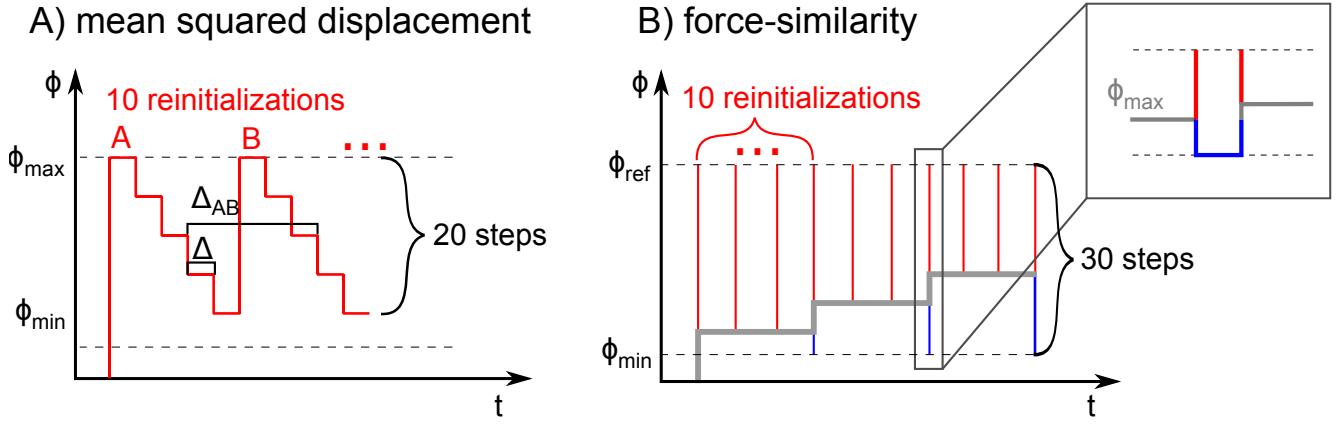 A) mean squared displacement
ϕ
10 reinitializations
A
B
...
ϕmax
ΔAB
Δ
20 steps
ϕmin
t
B) force-similarity
ϕ
10 reinitializations
...
ϕref
30 steps
ϕmin
t
ϕmax